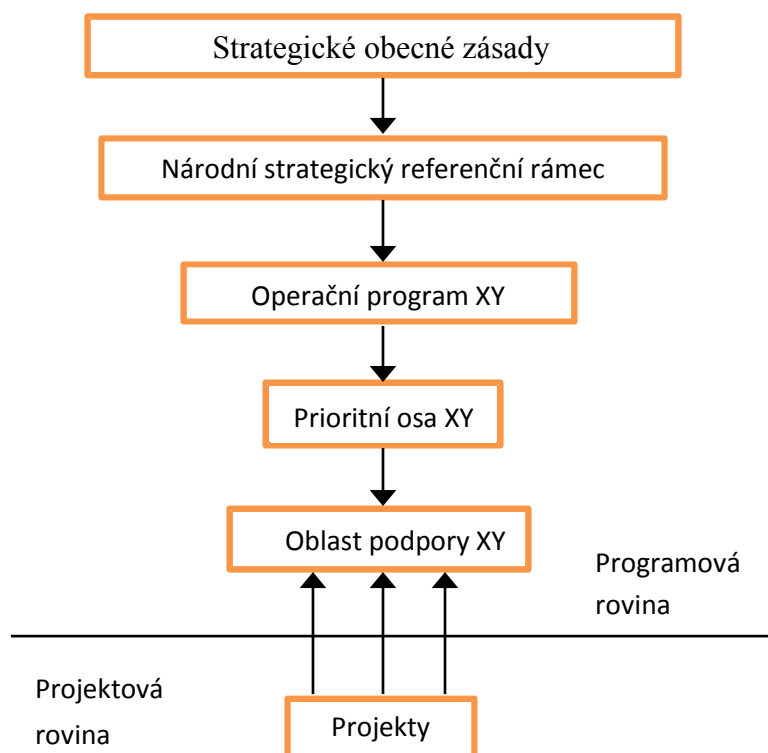 Strategické obecné zásady
Národní strategický referenční rámec
Operační program XY
Prioritní osa XY
Oblast podpory XY
Programová
rovina
Projektová
rovina
Projekty